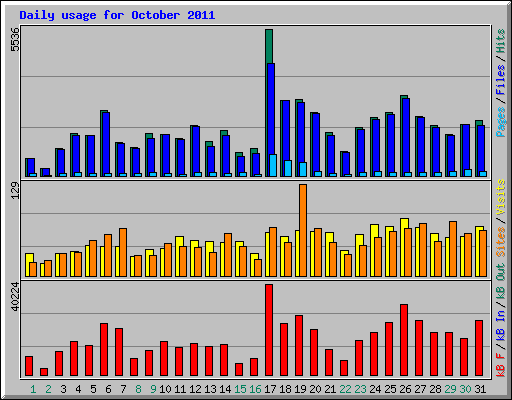 Daily usage for October 2011
5536
Pages / Files / Hits
129
Sites / Visits
40224
kB F / kB In / kB Out
1 2 3 4 5 6 7 8 9 10 11 12 13 14 15 16 17 18 19 20 21 22 23 24 25 26 27 28 29 30 31